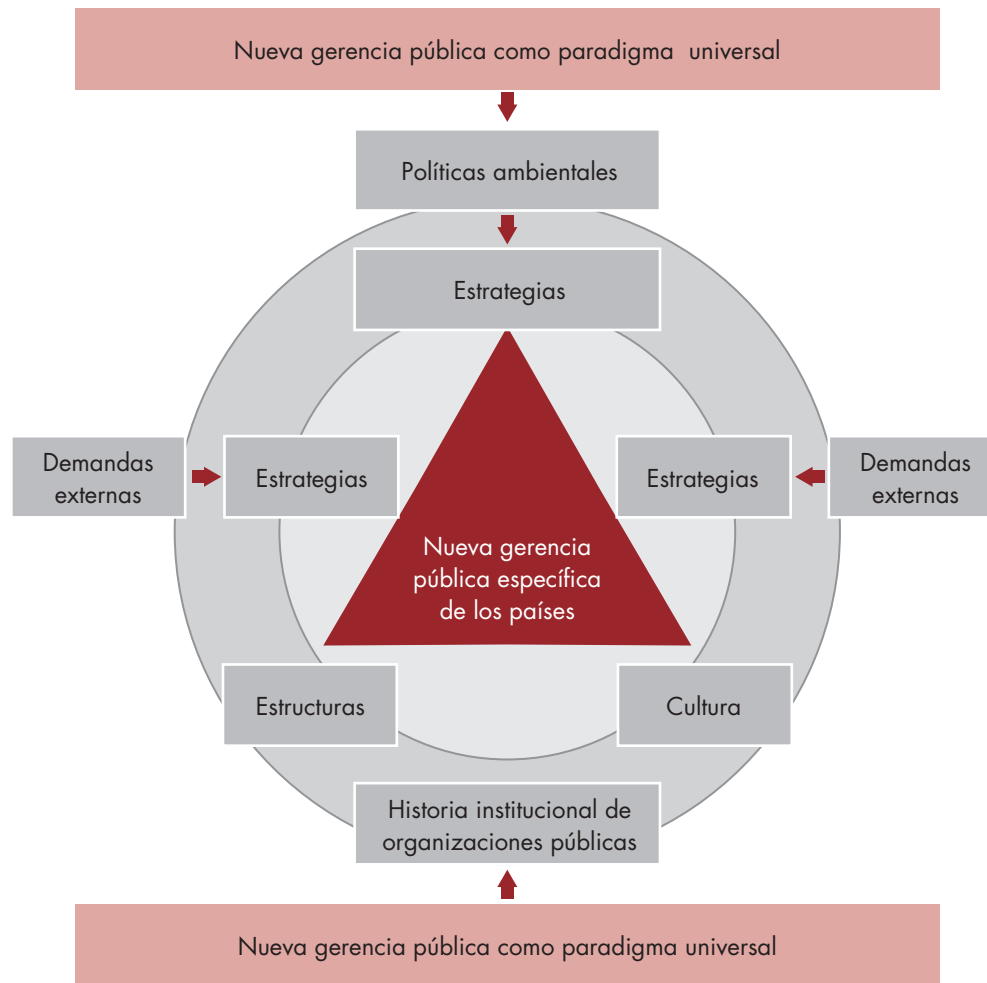 Nueva gerencia pública como paradigma universal
Políticas ambientales
Estrategias
Demandas
externas
Estrategias
Estrategias
Demandas
externas
Nueva gerencia
pública específica
de los países
Estructuras
Cultura
Historia institucional de
organizaciones públicas
Nueva gerencia pública como paradigma universal